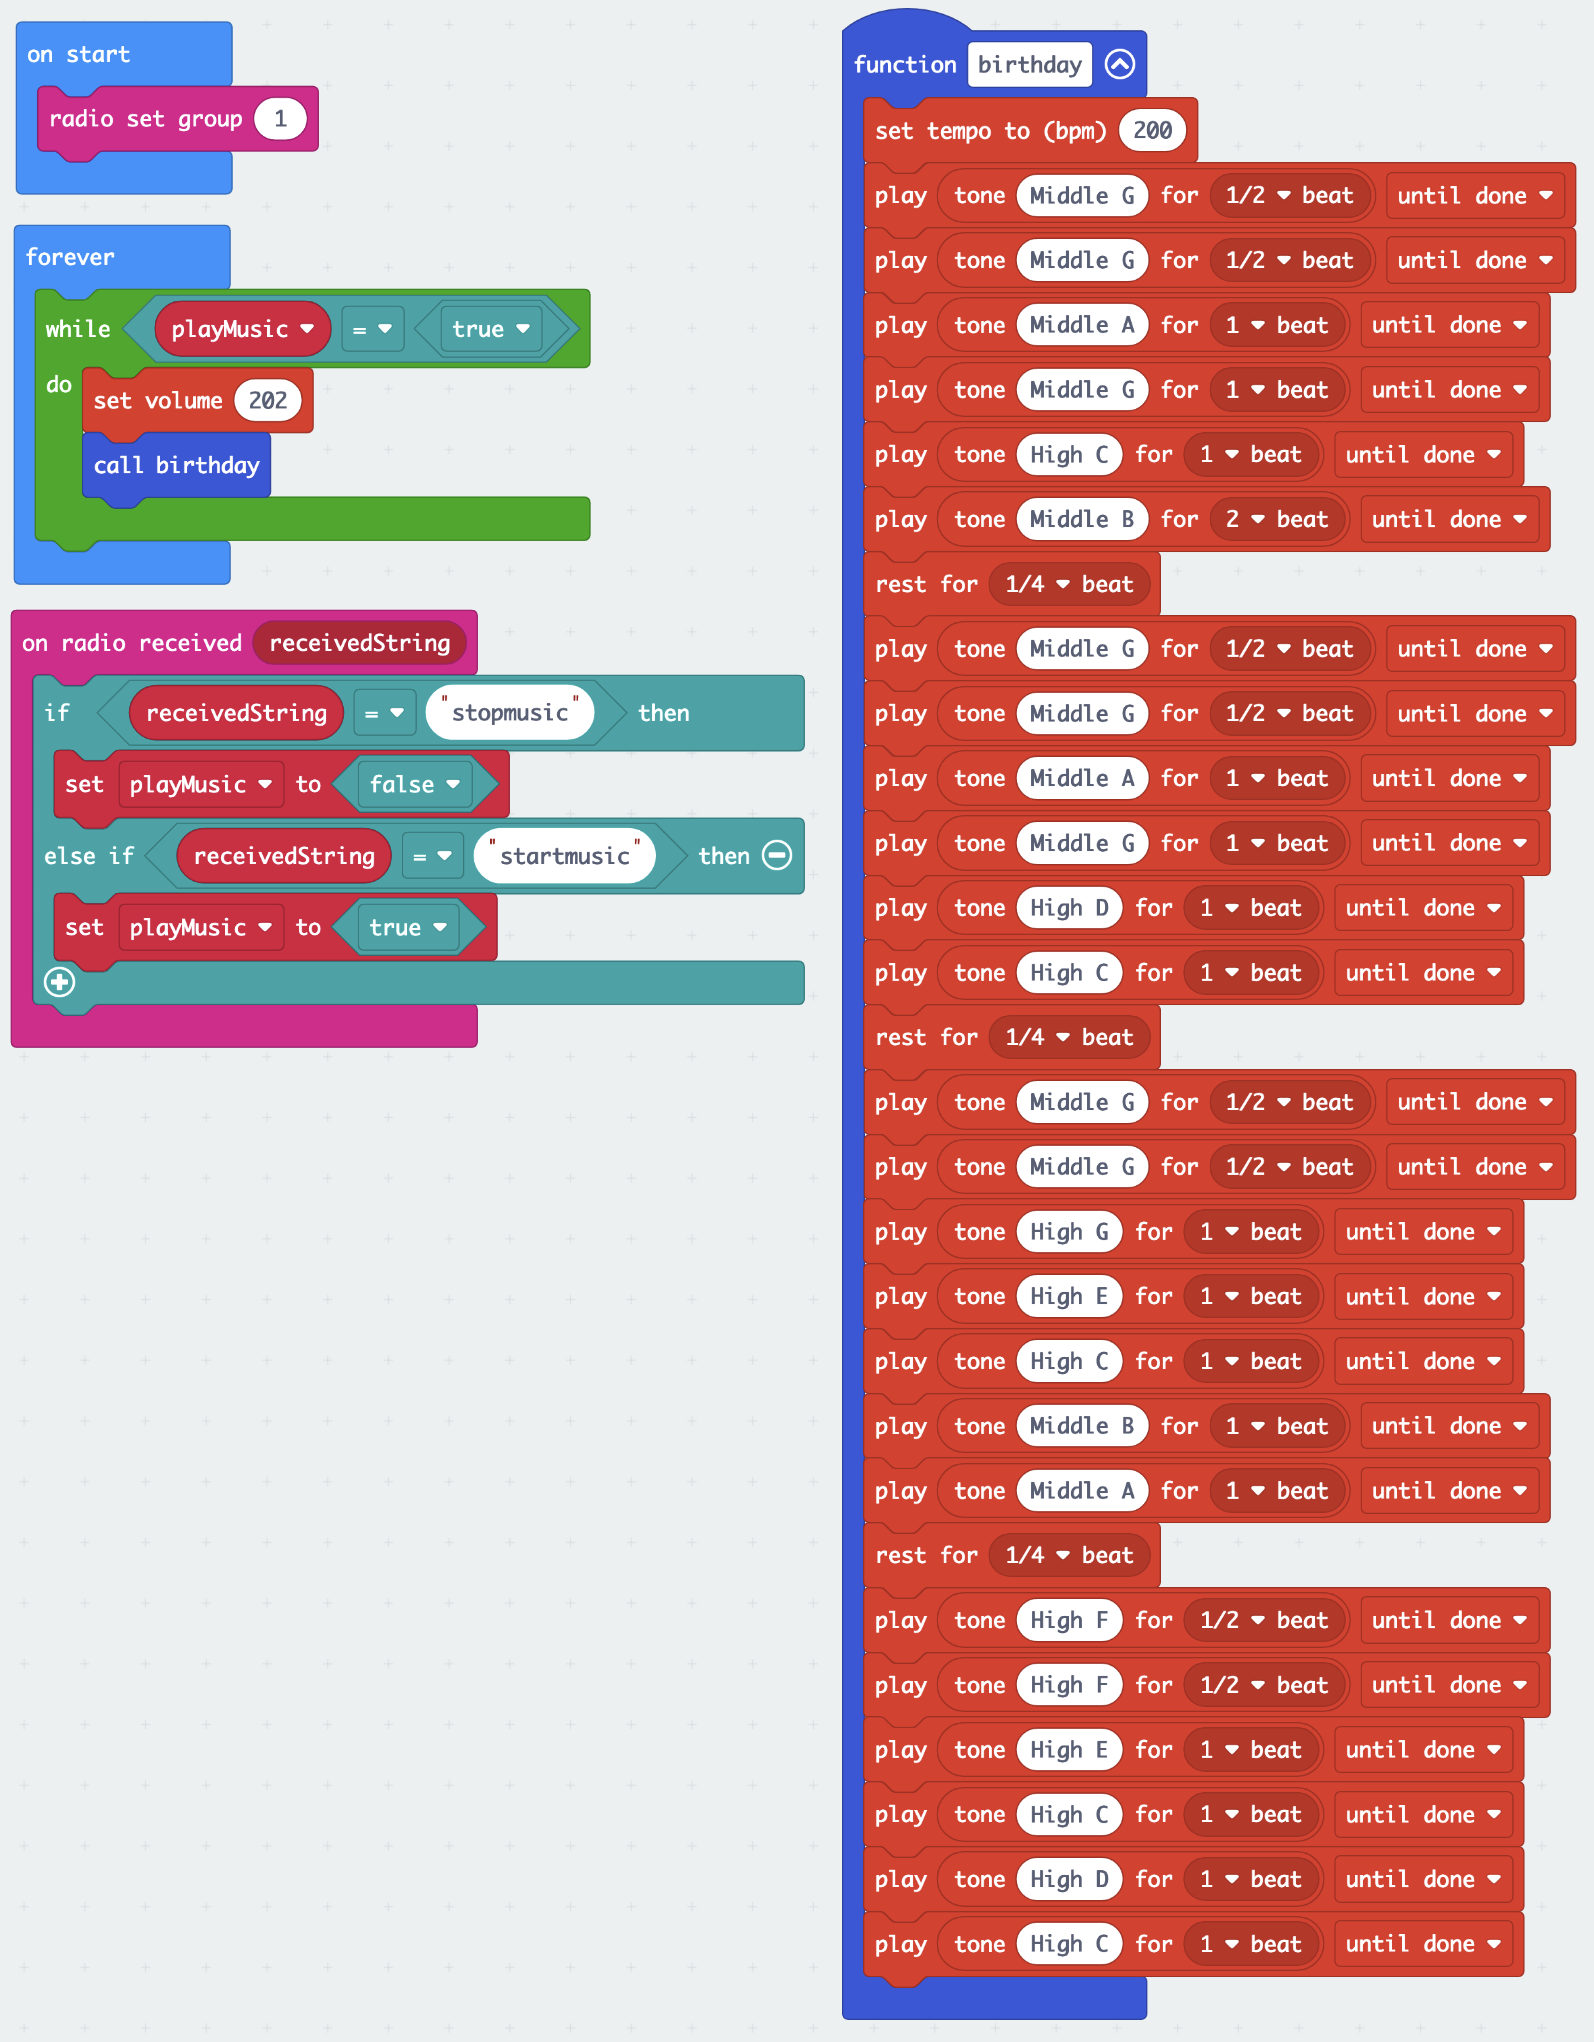 on start
radio set group 1
forever
while playMusic = true
do set volume 202
call birthday
on radio received receivedString
if receivedString = "stopmusic" then
set playMusic to false
else if receivedString = "startmusic" then
set playMusic to true
function birthday
set tempo to (bpm) 200
play tone Middle G for 1/2 beat until done
play tone Middle G for 1/2 beat until done
play tone Middle A for 1 beat until done
play tone Middle G for 1 beat until done
play tone High C for 1 beat until done
play tone Middle B for 2 beat until done
rest for 1/4 beat
play tone Middle G for 1/2 beat until done
play tone Middle G for 1/2 beat until done
play tone Middle A for 1 beat until done
play tone Middle G for 1 beat until done
play tone High D for 1 beat until done
play tone High C for 1 beat until done
rest for 1/4 beat
play tone Middle G for 1/2 beat until done
play tone Middle G for 1/2 beat until done
play tone High G for 1 beat until done
play tone High E for 1 beat until done
play tone High C for 1 beat until done
play tone Middle B for 1 beat until done
play tone Middle A for 1 beat until done
rest for 1/4 beat
play tone High F for 1/2 beat until done
play tone High F for 1/2 beat until done
play tone High E for 1 beat until done
play tone High C for 1 beat until done
play tone High D for 1 beat until done
play tone High C for 1 beat until done